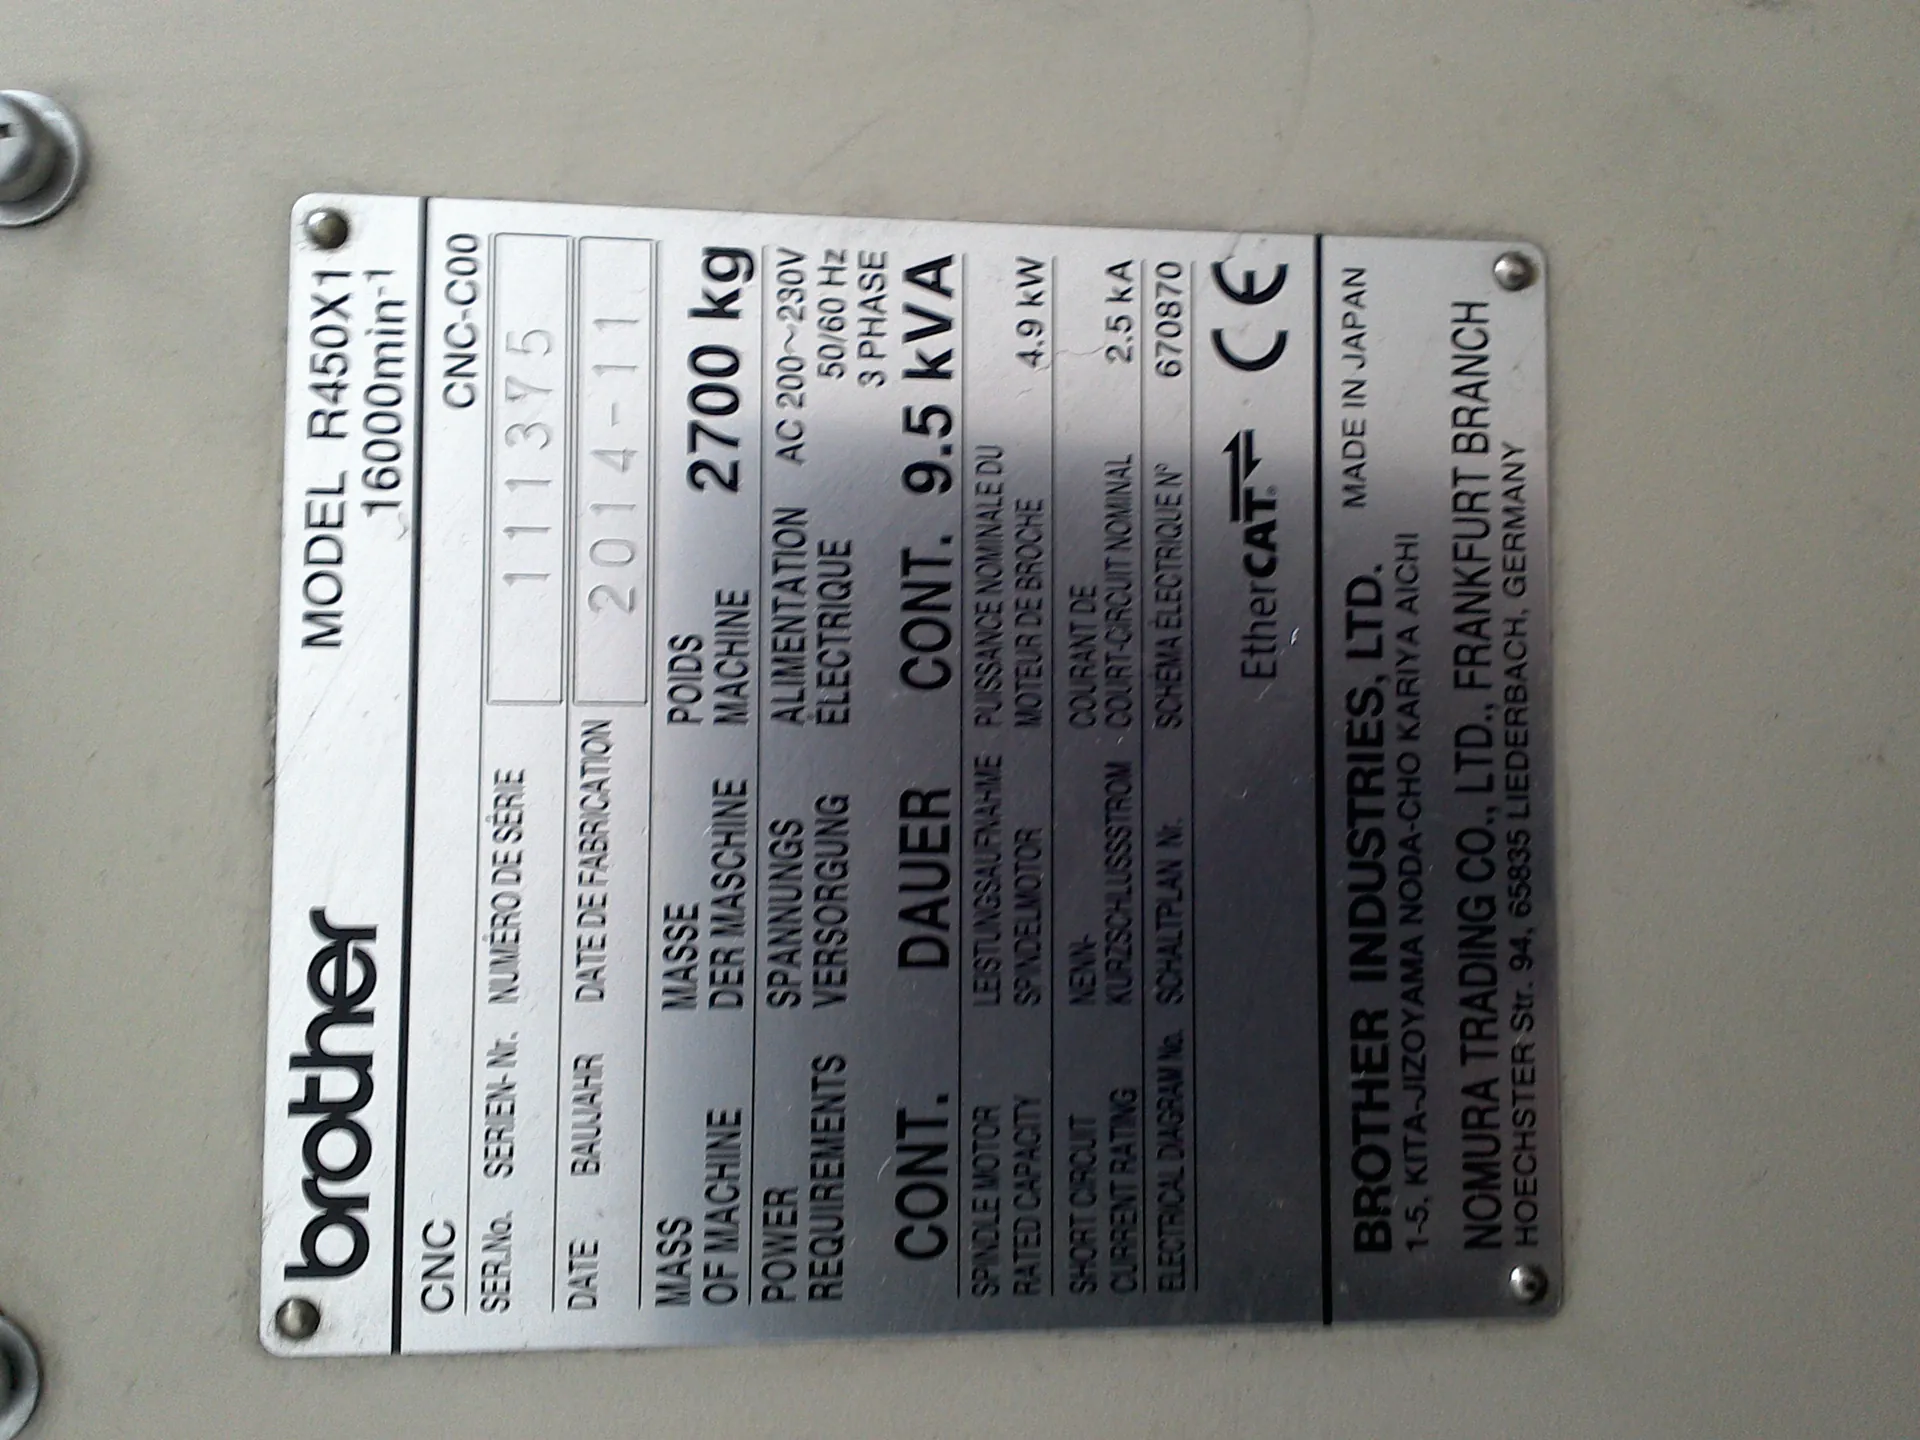 brother MODEL R450X1
16000min-1
CNC CNC-C00
SER.No. SERIEN-Nr. NUMÉRO DE SÉRIE 111375
DATE BAUJAHR DATE DE FABRICATION 2014-11
MASS MASSE POIDS
OF MACHINE DER MASCHINE MACHINE 2700 kg
POWER SPANNUNGS ALIMENTATION AC 200~230V
REQUIREMENTS VERSORGUNG ÉLECTRIQUE 50/60 Hz
3 PHASE
CONT. DAUER CONT. 9.5 kVA
SPINDLE MOTOR LEISTUNGSAUFNAHME PUISSANCE NOMINALE DU
RATED CAPACITY SPINDELMOTOR MOTEUR DE BROCHE 4.9 kW
SHORT CIRCUIT NENN- COURANT DE
CURRENT RATING KURZSCHLUSSSTROM COURT-CIRCUIT NOMINAL 2.5 kA
ELECTRICAL DIAGRAM No. SCHALTPLAN Nr. SCHÉMA ÉLECTRIQUE N° 670870
EtherCAT® CE
BROTHER INDUSTRIES, LTD. MADE IN JAPAN
1-5, KITA-JIZOYAMA NODA-CHO KARIYA AICHI
NOMURA TRADING CO., LTD., FRANKFURT BRANCH
HOECHSTER Str. 94, 65835 LIEDERBACH, GERMANY